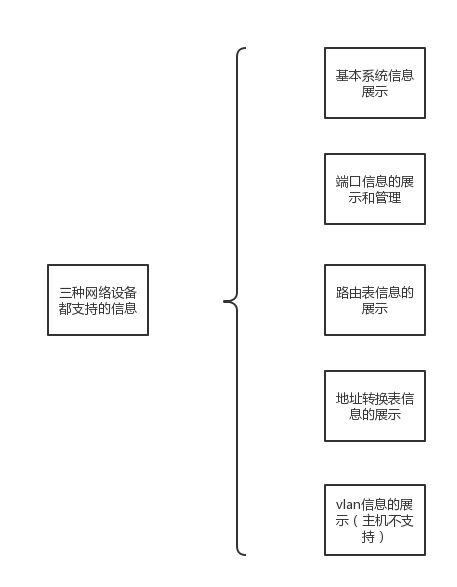 基本系统信息
展示
端口信息的展
示和管理
三种网络设备
都支持的信息
路由表信息的
展示
地址转换表信
息的展示
vlan信息的展
示（主机不支
持）